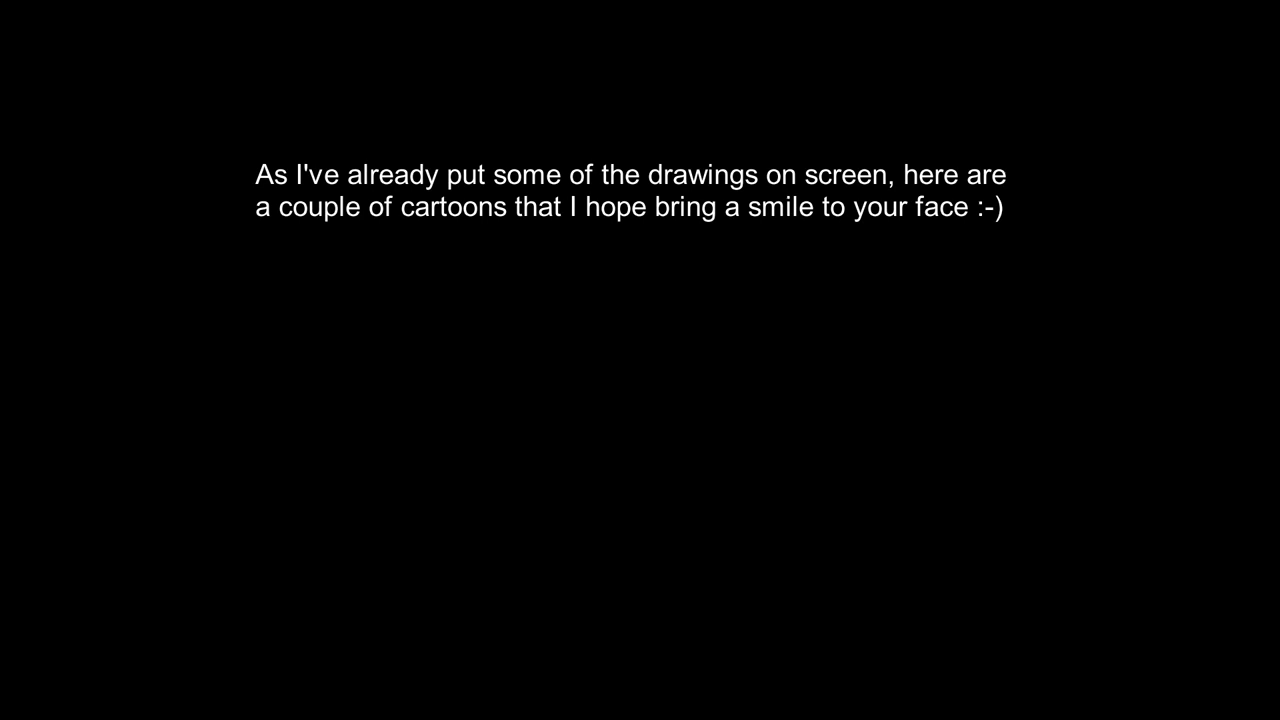 As I've already put some of the drawings on screen, here are
a couple of cartoons that I hope bring a smile to your face :-)